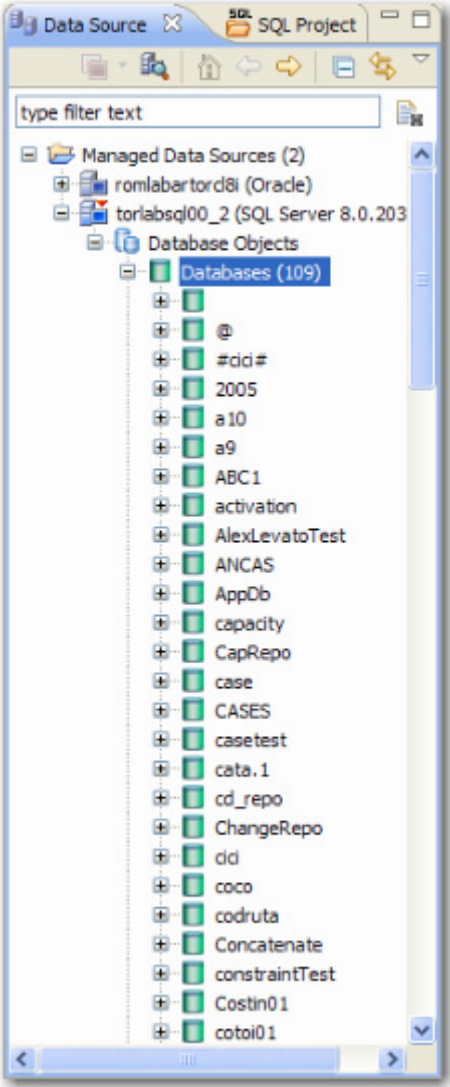 Data Source SQL Project
type filter text
Managed Data Sources (2)
romlabartorcl8i (Oracle)
torlabsql00_2 (SQL Server 8.0.203
Database Objects
Databases (109)
@
#cici#
2005
a10
a9
ABC1
activation
AlexLevatoTest
ANCAS
AppDb
capacity
CapRepo
case
CASES
casetest
cata.1
cd_repo
ChangeRepo
cici
coco
codruta
Concatenate
constraintTest
Costin01
cotoi01